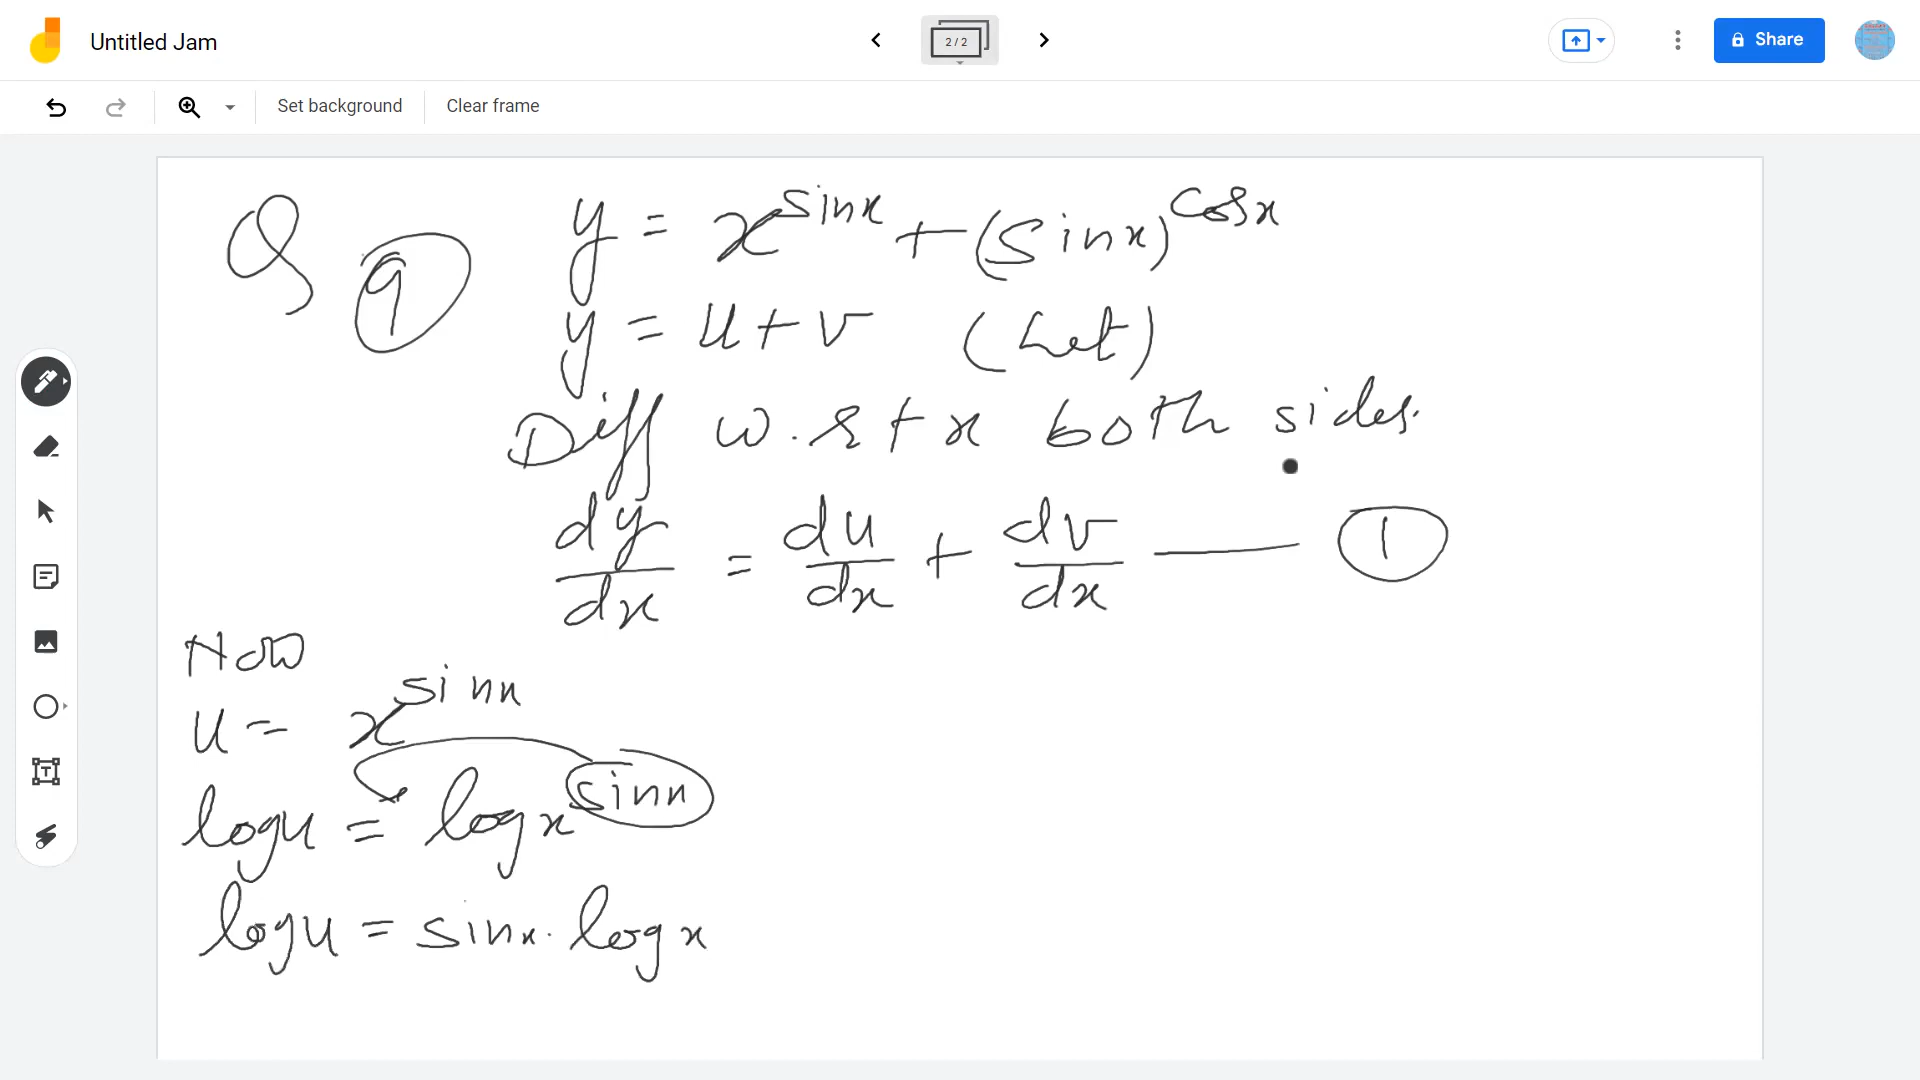 Untitled Jam
2 / 2
Share
Set background
Clear frame
Q 9 y = x^sinx + (sinx)^cosx
y = u + v (Let)
Diff w.r.t x both sides.
dy/dx = du/dx + dv/dx — 1
Now
u = x^sinx
log u = log x^sinx
log u = sinx. log x